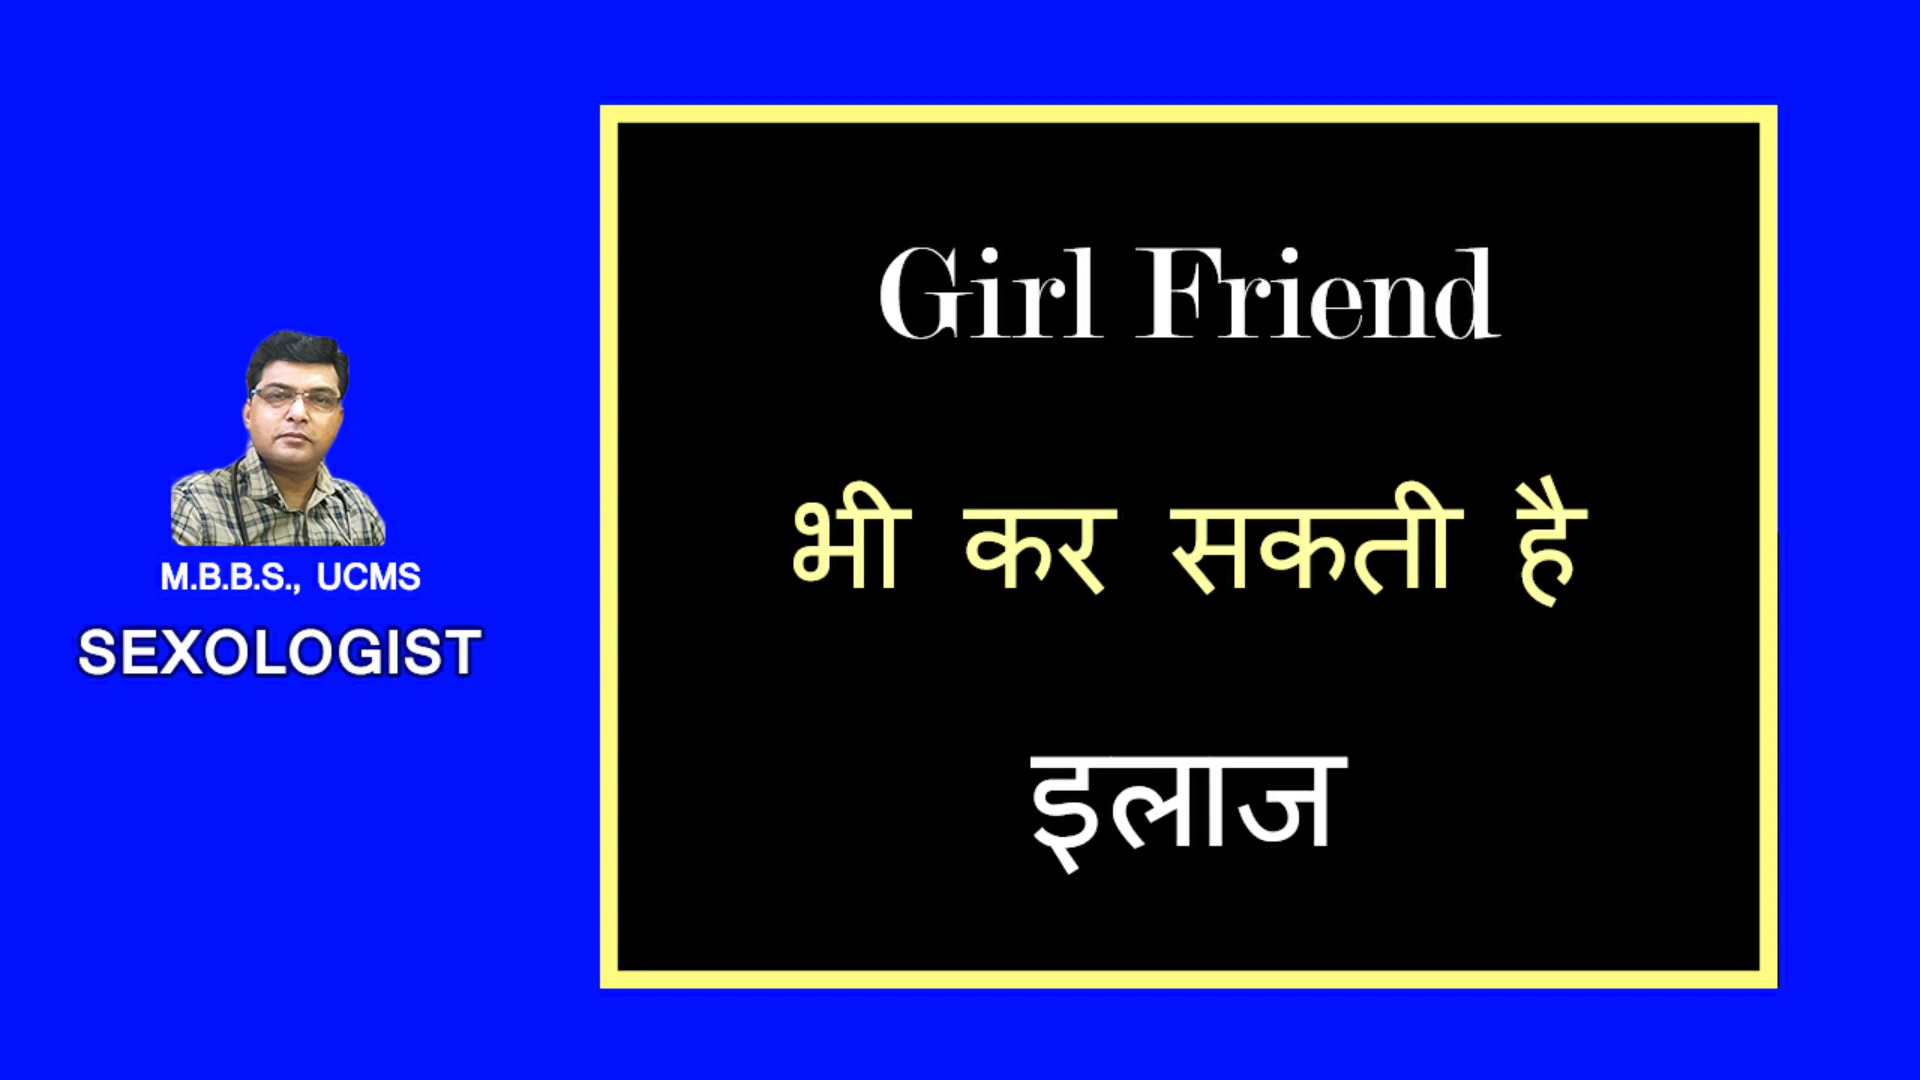 M.B.B.S., UCMS
SEXOLOGIST
Girl Friend
भी कर सकती है
इलाज